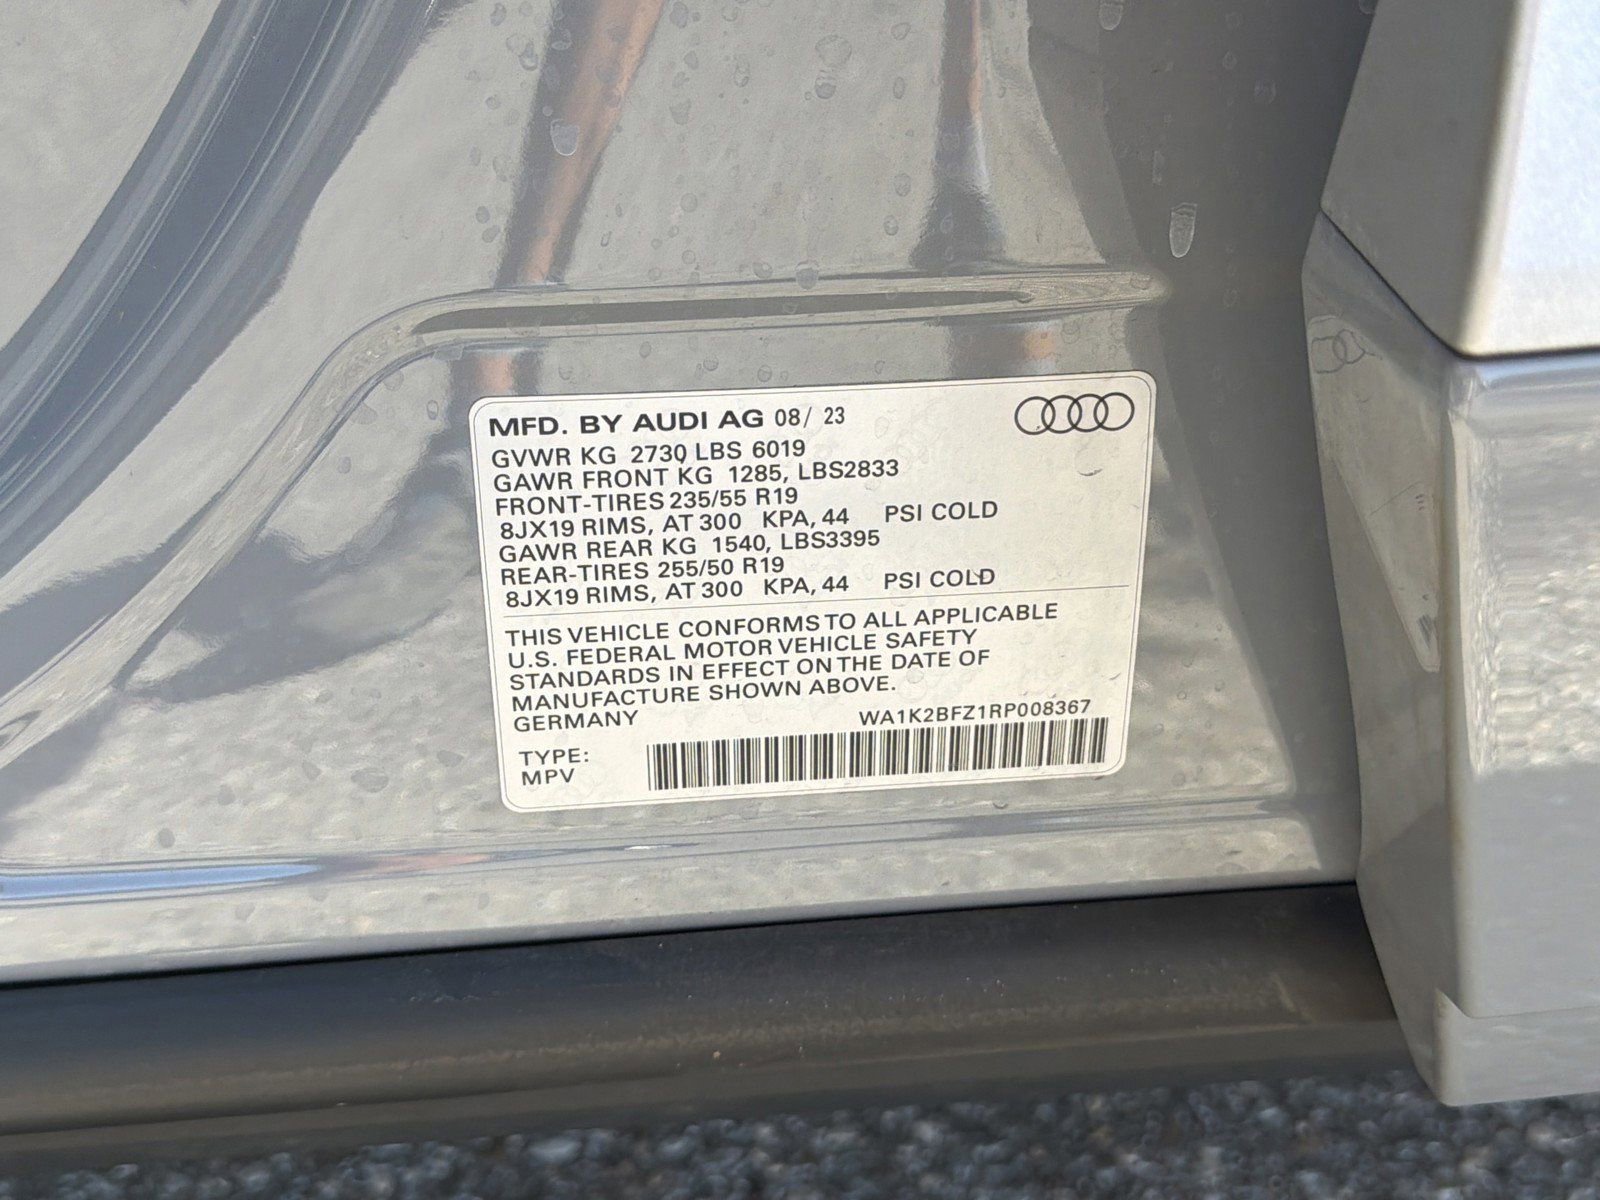 MFD. BY AUDI AG 08/ 23
GVWR KG 2730 LBS 6019
GAWR FRONT KG 1285, LBS2833
FRONT-TIRES 235/55 R19
8JX19 RIMS, AT 300 KPA, 44 PSI COLD
GAWR REAR KG 1540, LBS3395
REAR-TIRES 255/50 R19
8JX19 RIMS, AT 300 KPA, 44 PSI COLD
THIS VEHICLE CONFORMS TO ALL APPLICABLE
U.S. FEDERAL MOTOR VEHICLE SAFETY
STANDARDS IN EFFECT ON THE DATE OF
MANUFACTURE SHOWN ABOVE.
GERMANY WA1K2BFZ1RP008367
TYPE:
MPV